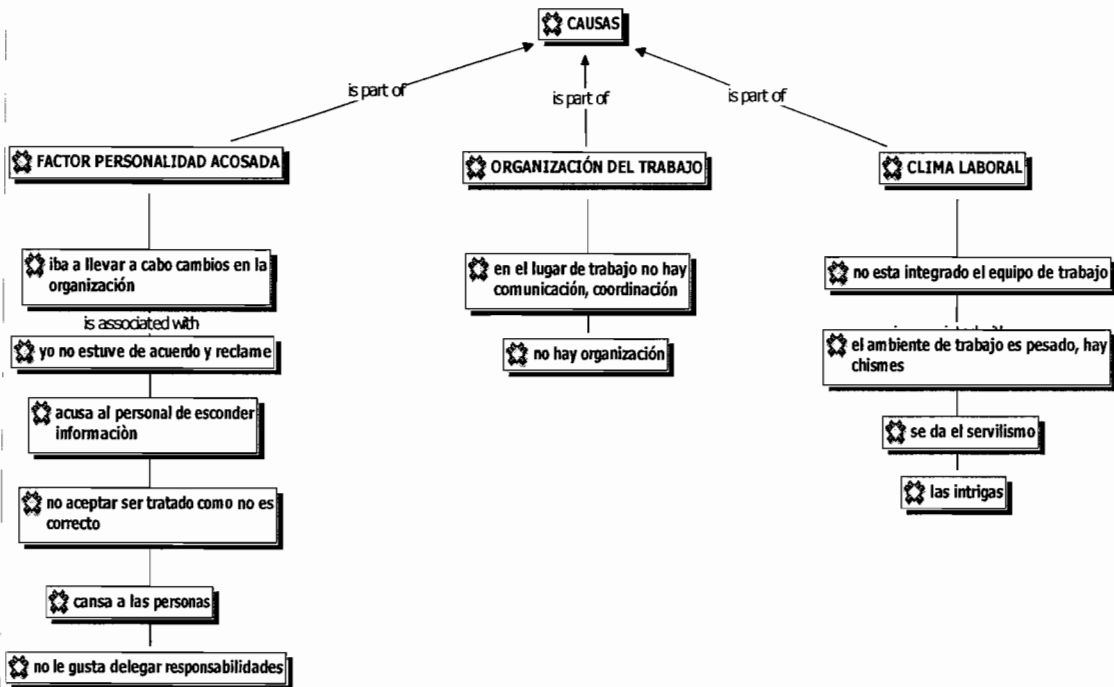 CAUSAS
is part of
is part of
is part of
FACTOR PERSONALIDAD ACOSADA
ORGANIZACIÓN DEL TRABAJO
CLIMA LABORAL
iba a llevar a cabo cambios en la
organización
is associated with
yo no estuve de acuerdo y reclame
acusa al personal de esconder
informaciòn
no aceptar ser tratado como no es
correcto
cansa a las personas
no le gusta delegar responsabilidades
en el lugar de trabajo no hay
comunicación, coordinación
no hay organización
no esta integrado el equipo de trabajo
el ambiente de trabajo es pesado, hay
chismes
se da el servilismo
las intrigas